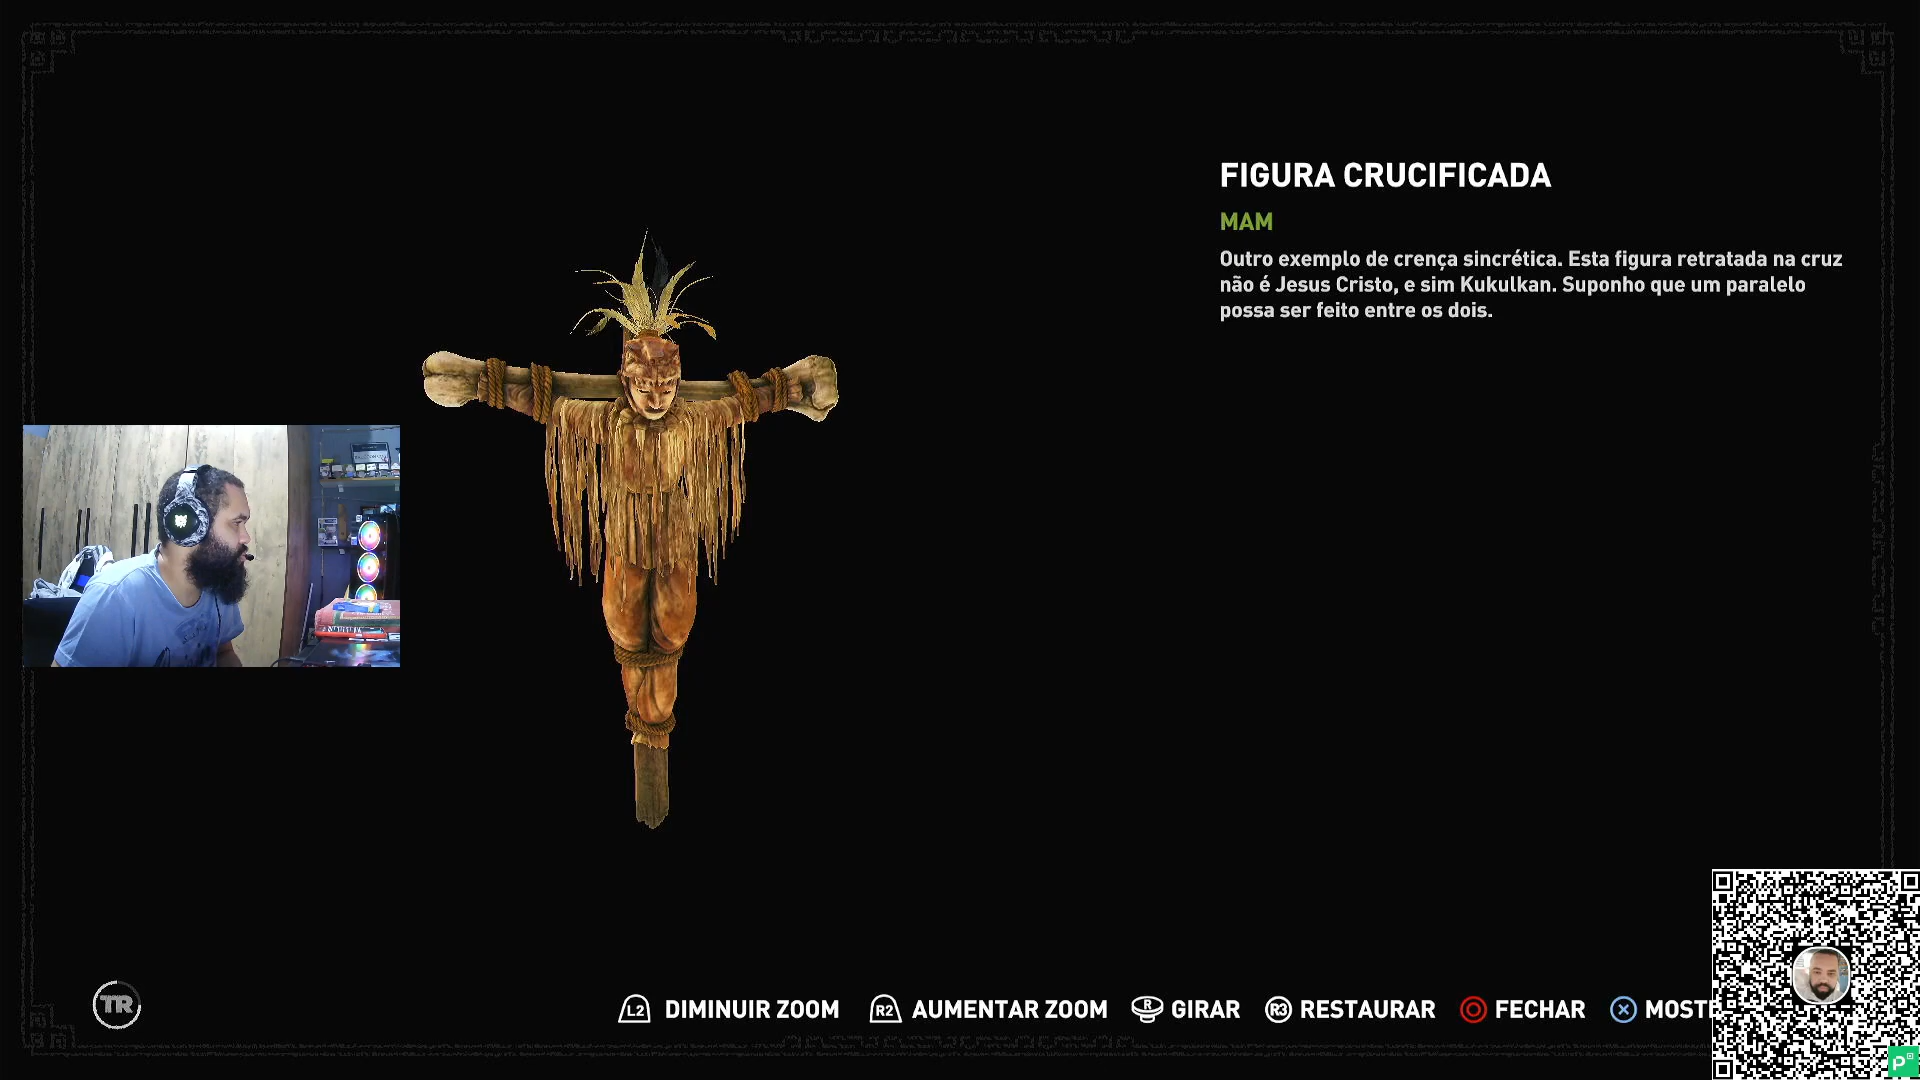 FIGURA CRUCIFICADA
MAM
Outro exemplo de crença sincrética. Esta figura retratada na cruz
não é Jesus Cristo, e sim Kukulkan. Suponho que um paralelo
possa ser feito entre os dois.
TR
L2 DIMINUIR ZOOM R2 AUMENTAR ZOOM R GIRAR R3 RESTAURAR FECHAR MOST